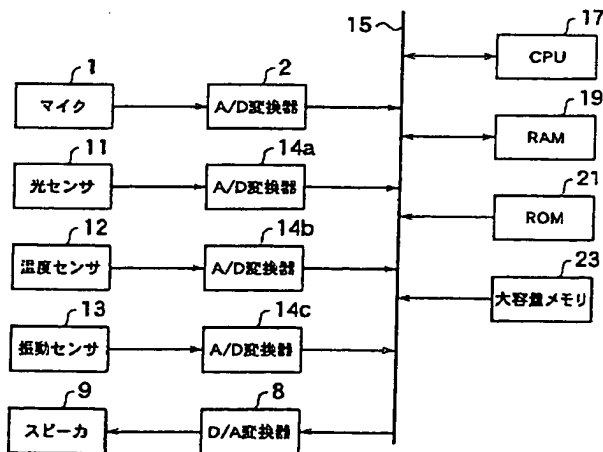 15
17
CPU
1
マイク
2
A/D変換器
19
RAM
11
光センサ
14a
A/D変換器
21
ROM
12
温度センサ
14b
A/D変換器
23
大容量メモリ
13
振動センサ
14c
A/D変換器
9
スピーカ
8
D/A変換器